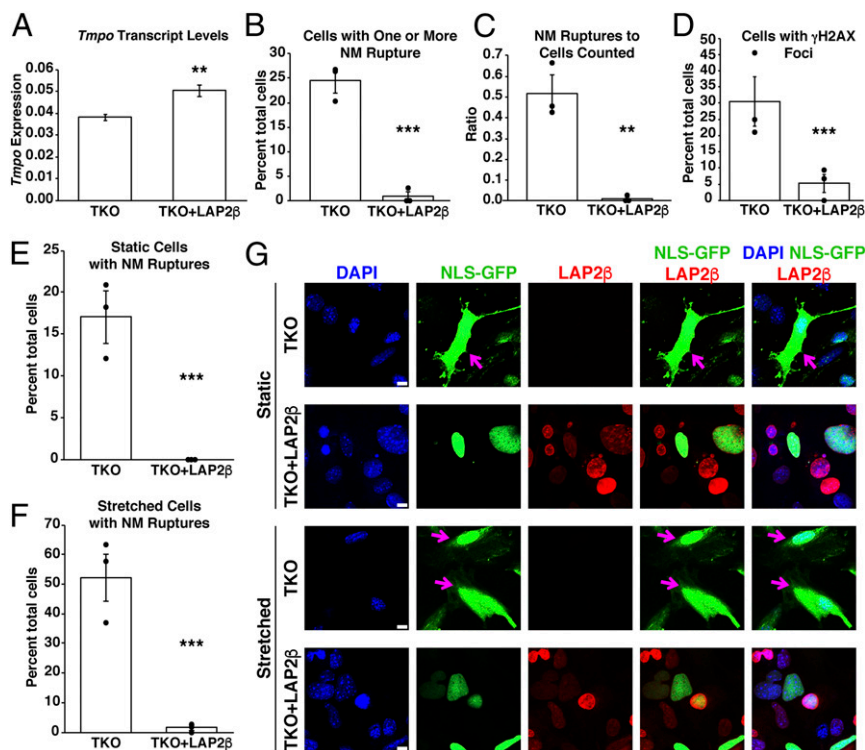 A
Tmpo Transcript Levels
Tmpo Expression
0.06
0.05
0.04
0.03
0.02
0.01
0.00
**
TKO
TKO+LAP2β
B
Cells with One or More
NM Rupture
Percent total cells
30
25
20
15
10
5
0
***
TKO
TKO+LAP2β
C
NM Ruptures to
Cells Counted
Ratio
0.7
0.6
0.5
0.4
0.3
0.2
0.1
0.0
**
TKO
TKO+LAP2β
D
Cells with γH2AX
Foci
Percent total cells
50
45
40
35
30
25
20
15
10
5
0
***
TKO
TKO+LAP2β
E
Static Cells
with NM Ruptures
Percent total cells
25
20
15
10
5
0
***
TKO
TKO+LAP2β
F
Stretched Cells
with NM Ruptures
Percent total cells
70
60
50
40
30
20
10
0
***
TKO
TKO+LAP2β
G
DAPI
NLS-GFP
LAP2β
NLS-GFP
LAP2β
DAPI NLS-GFP
LAP2β
Static
TKO
TKO+LAP2β
Stretched
TKO
TKO+LAP2β